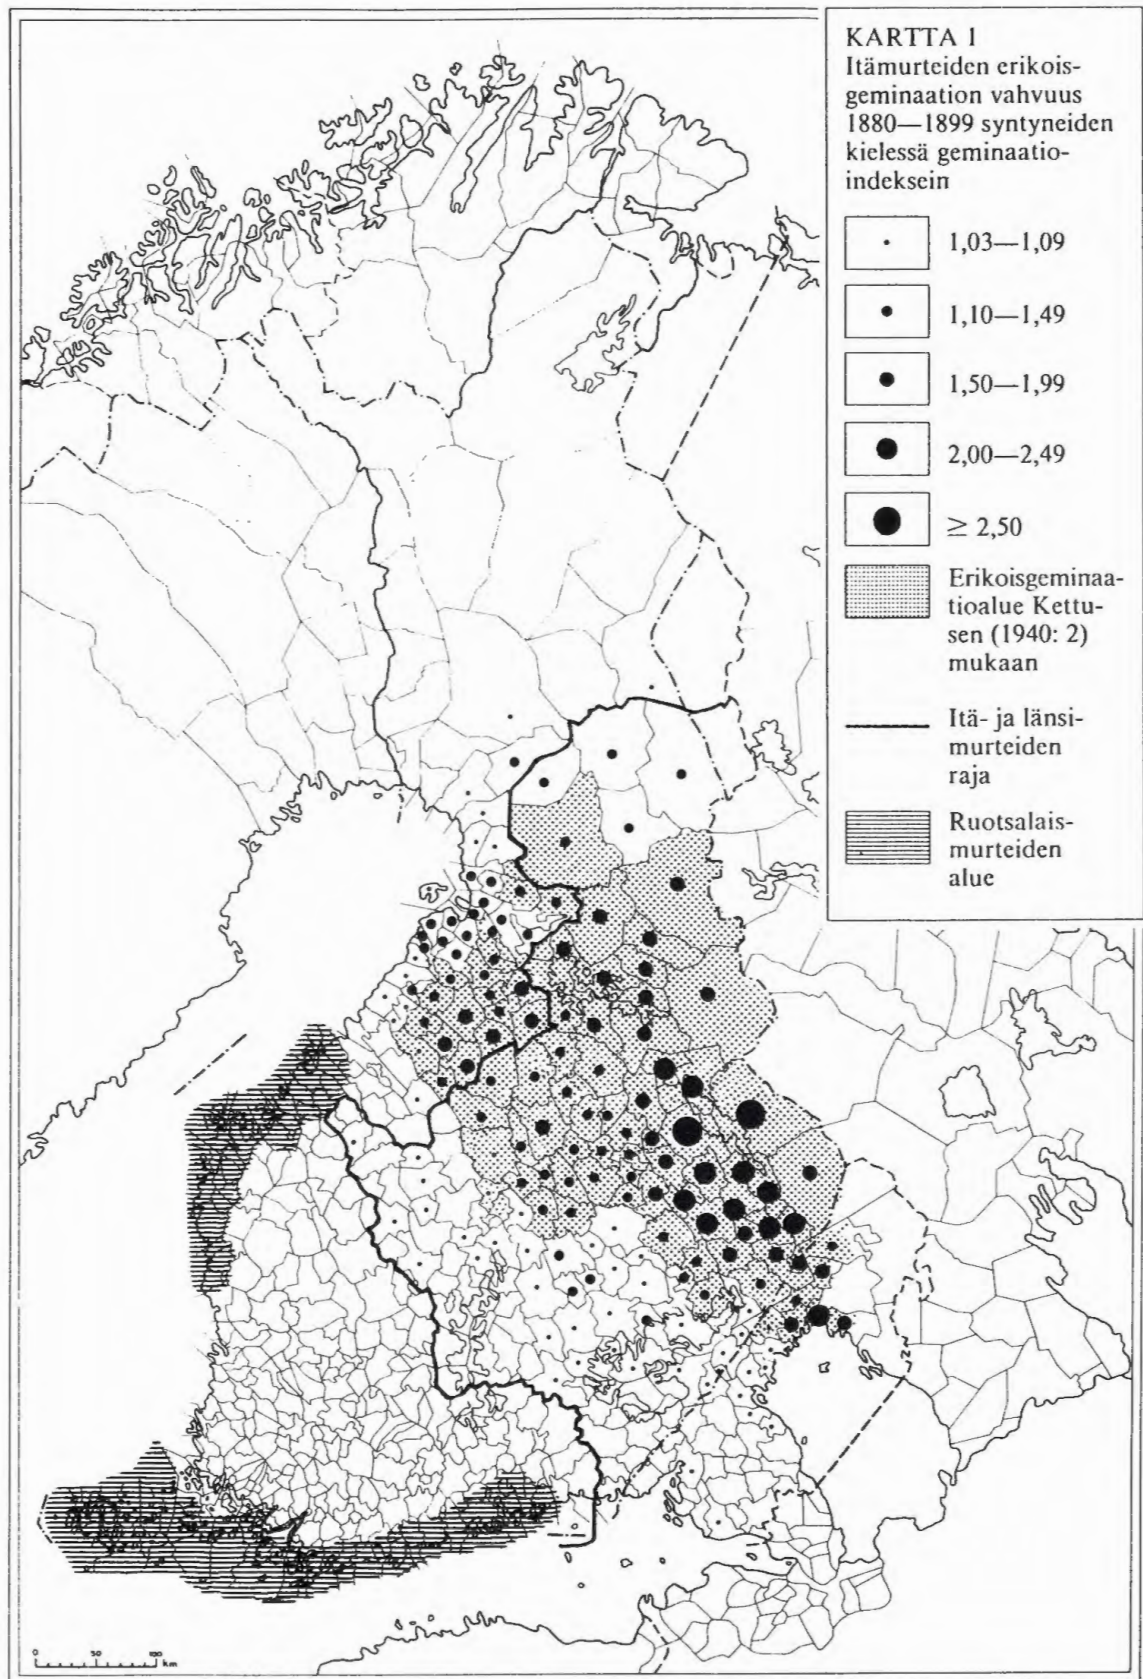 KARTTA 1
Itämurteiden erikois-
geminaation vahvuus
1880—1899 syntyneiden
kielessä geminaatio-
indeksein
1,03—1,09
1,10—1,49
1,50—1,99
2,00—2,49
≥ 2,50
Erikoisgeminaa-
tioalue Kettu-
sen (1940: 2)
mukaan
Itä- ja länsi-
murteiden
raja
Ruotsalais-
murteiden
alue
0 50 100
km